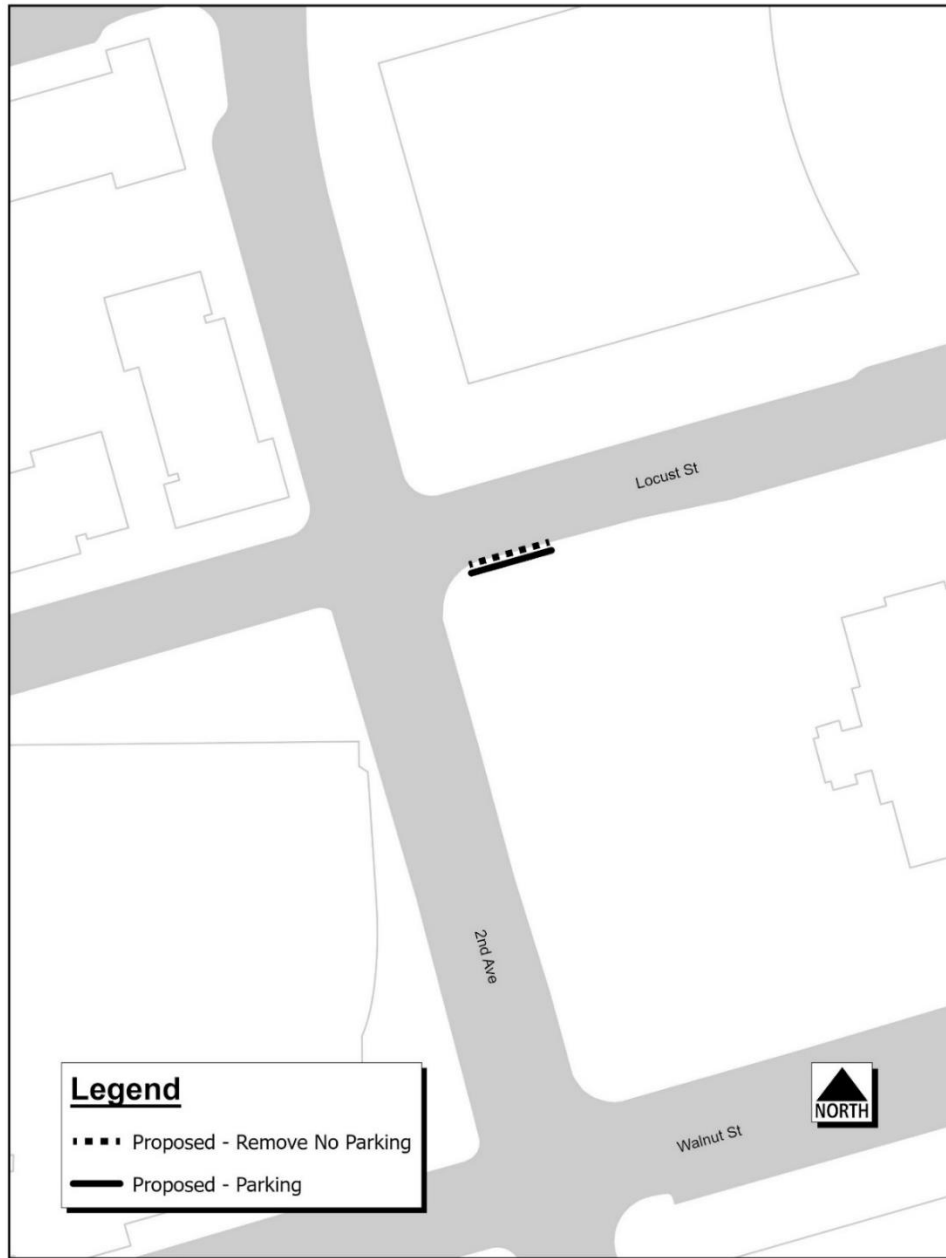 Locust St
2nd Ave
Legend
Proposed - Remove No Parking
Proposed - Parking
NORTH
Walnut St